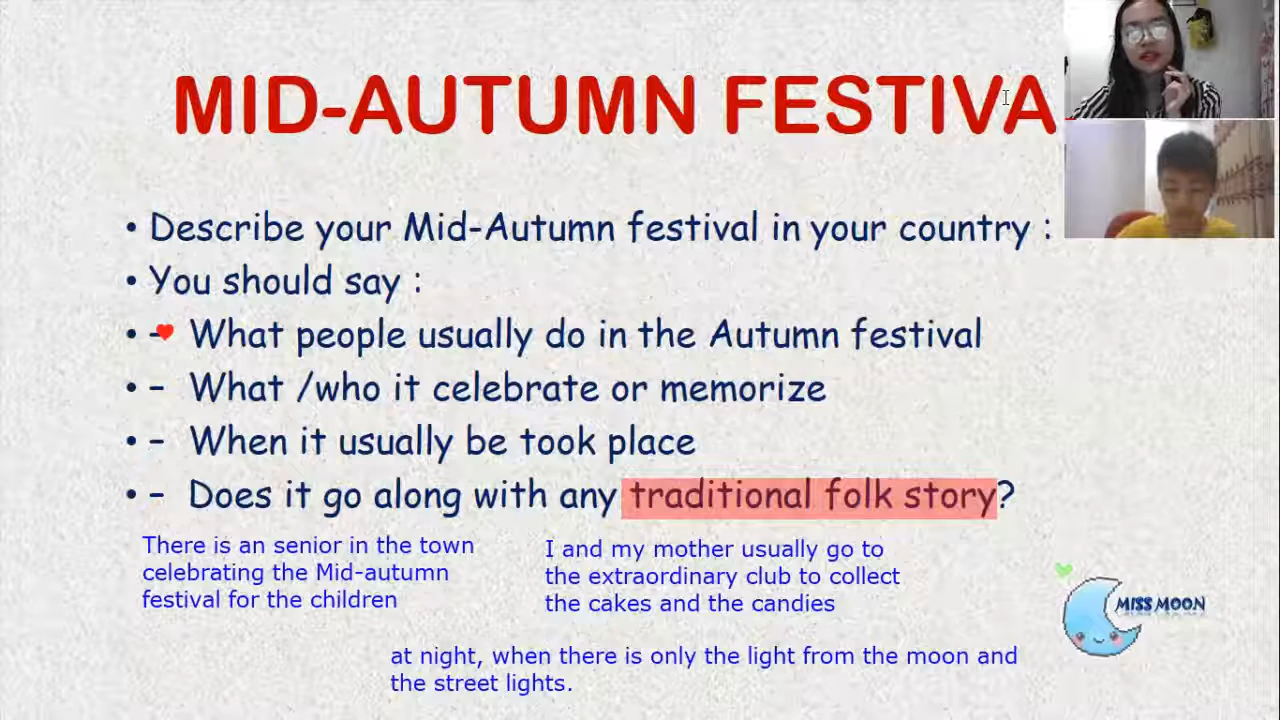 MID-AUTUMN FESTIVA
• Describe your Mid-Autumn festival in your country :
• You should say :
• – What people usually do in the Autumn festival
• – What /who it celebrate or memorize
• – When it usually be took place
• – Does it go along with any traditional folk story?
There is an senior in the town
celebrating the Mid-autumn
festival for the children
I and my mother usually go to
the extraordinary club to collect
the cakes and the candies
MISS MOON
at night, when there is only the light from the moon and
the street lights.